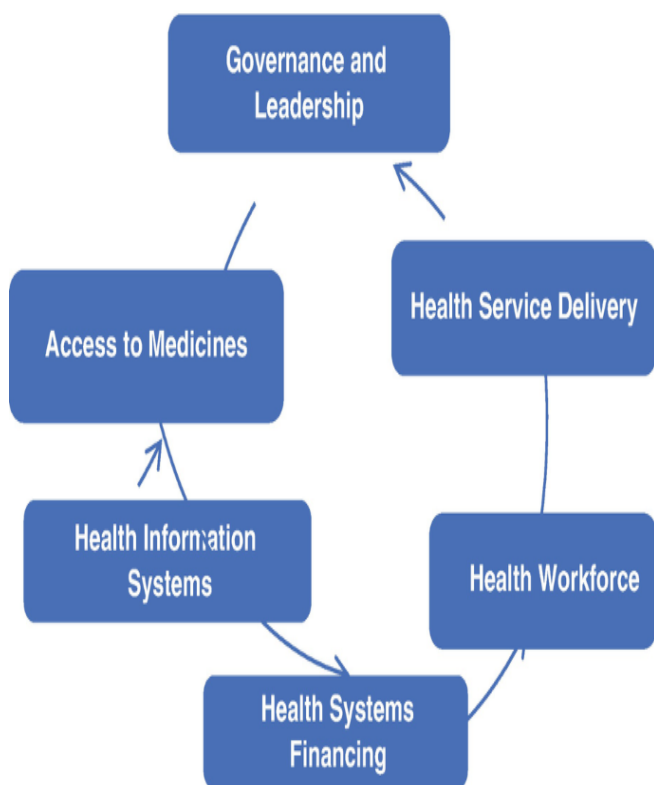 Governance and
Leadership
Health Service Delivery
Access to Medicines
Health Information
Systems
Health Workforce
Health Systems
Financing